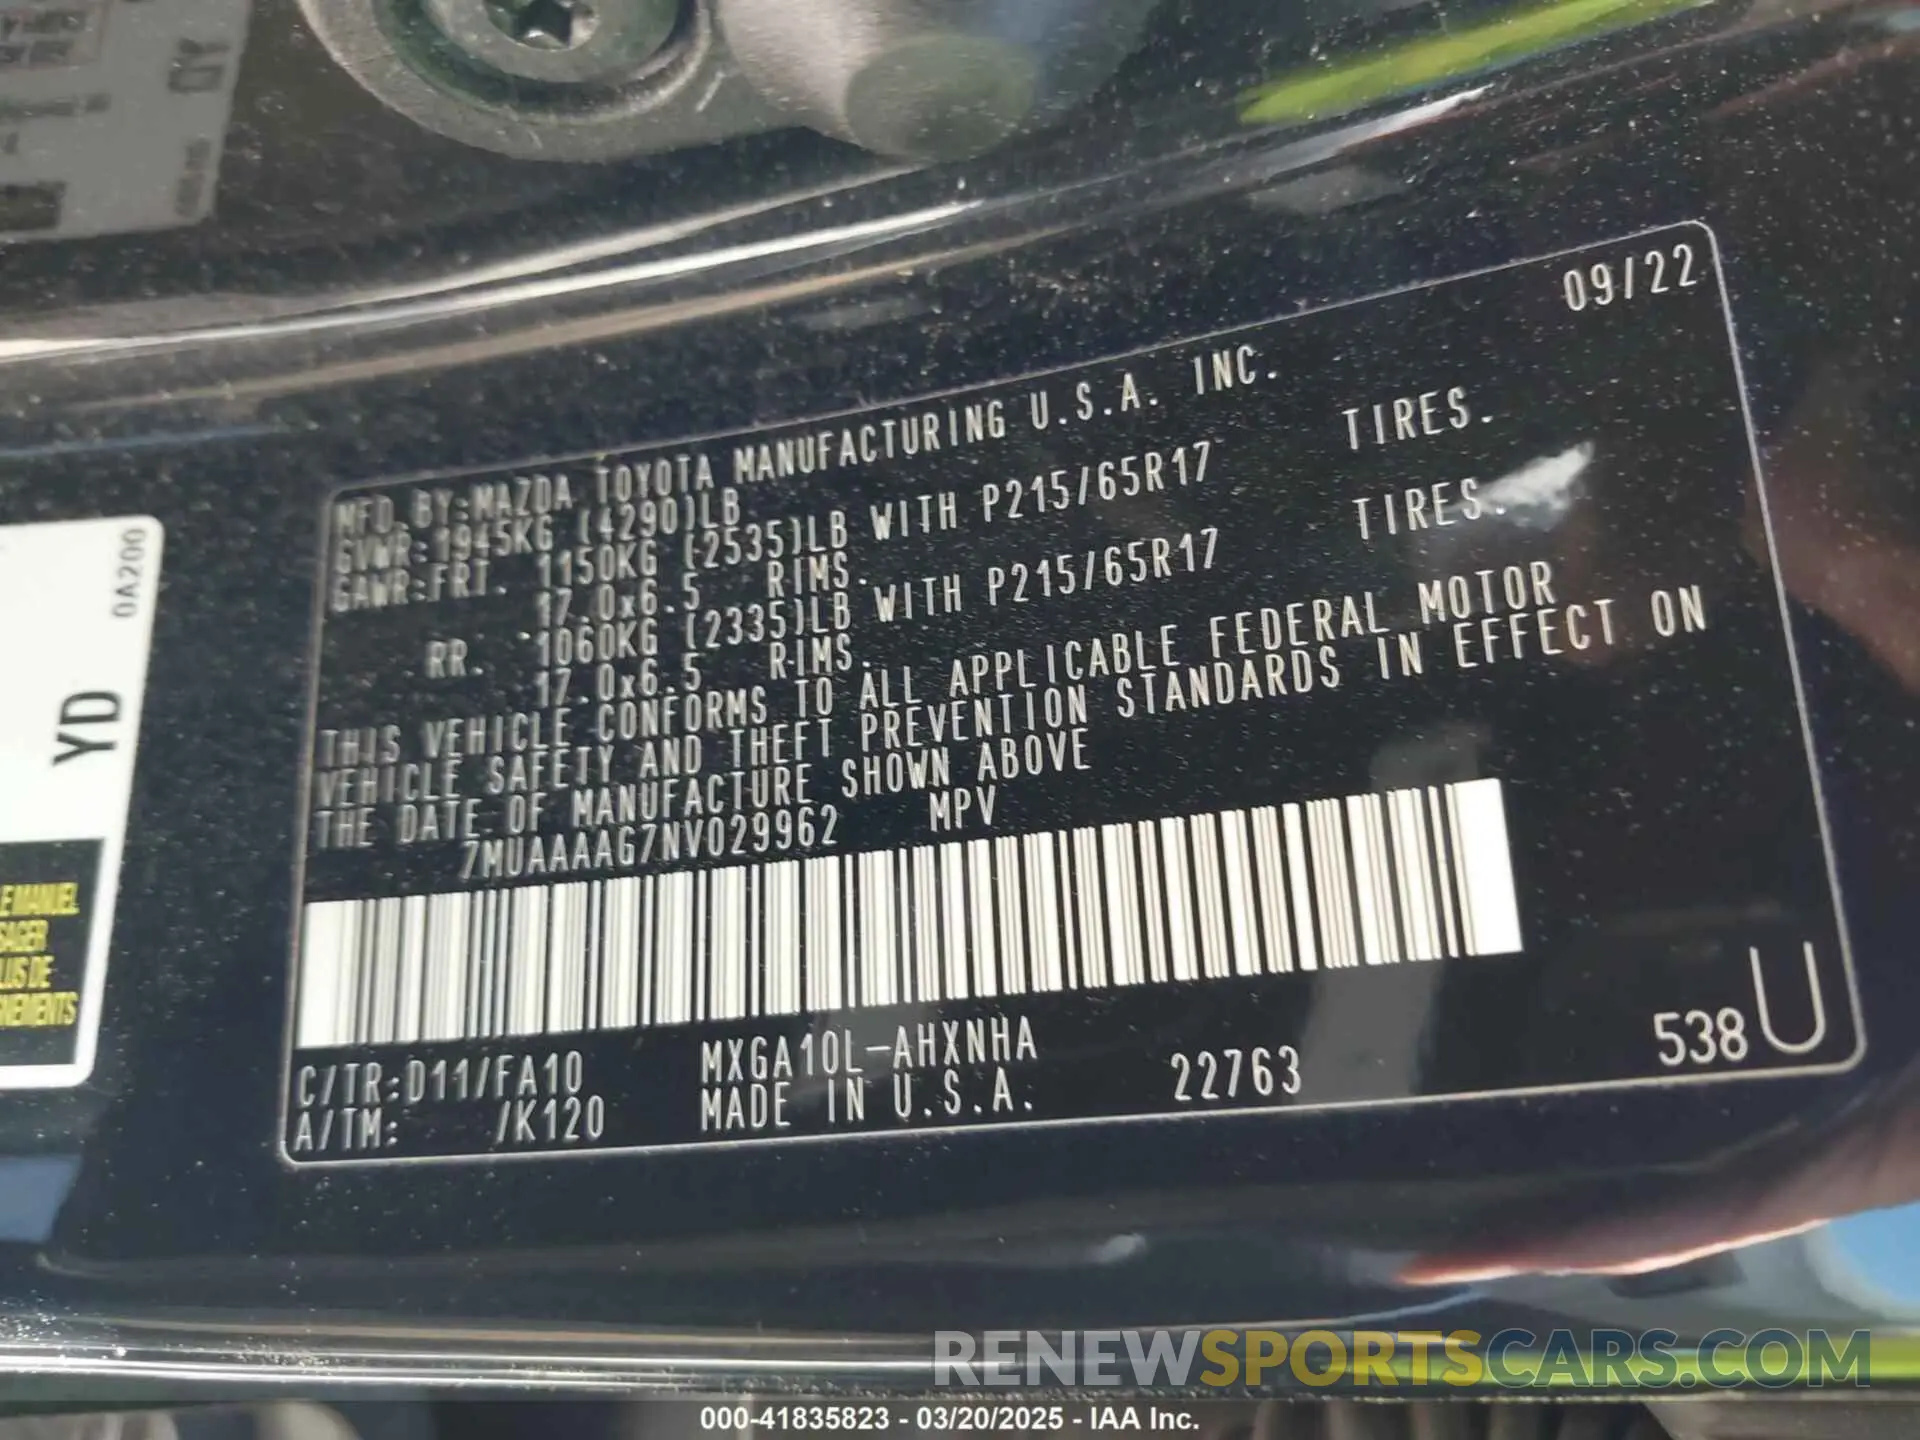 09/22
MFD. BY:MAZDA TOYOTA MANUFACTURING U.S.A. INC.
GVWR:1945KG (4290)LB
GAWR:FRT. 1150KG (2535)LB WITH P215/65R17 TIRES.
17.0x6.5 RIMS.
RR. 1060KG (2335)LB WITH P215/65R17 TIRES.
17.0x6.5 RIMS.
THIS VEHICLE CONFORMS TO ALL APPLICABLE FEDERAL MOTOR
VEHICLE SAFETY AND THEFT PREVENTION STANDARDS IN EFFECT ON
THE DATE OF MANUFACTURE SHOWN ABOVE
7MUAAAAG7NV029962 MPV
C/TR:D11/FA10 MXGA10L-AHXNHA
A/TM: /K120 MADE IN U.S.A. 22763 538 U
0A200
YD
LE MANUEL
PLUS DE
RENEWSPORTSCARS.COM
000-41835823 - 03/20/2025 - IAA Inc.